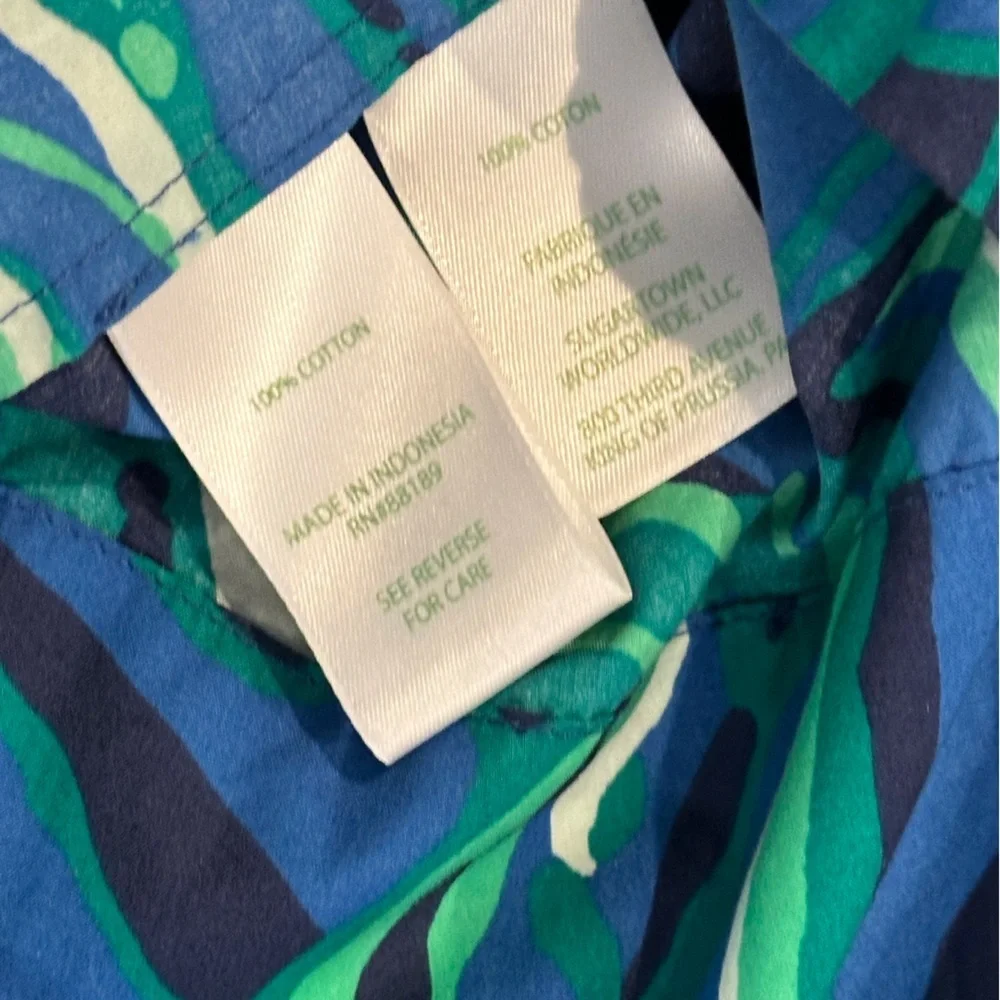 100% COTTON
MADE IN INDONESIA
RN#88189
SEE REVERSE
FOR CARE
100% COTON
FABRIQUE EN
INDONÉSIE
SUGARTOWN
WORLDWIDE, LLC
800 THIRD AVENUE
KING OF PRUSSIA, PA